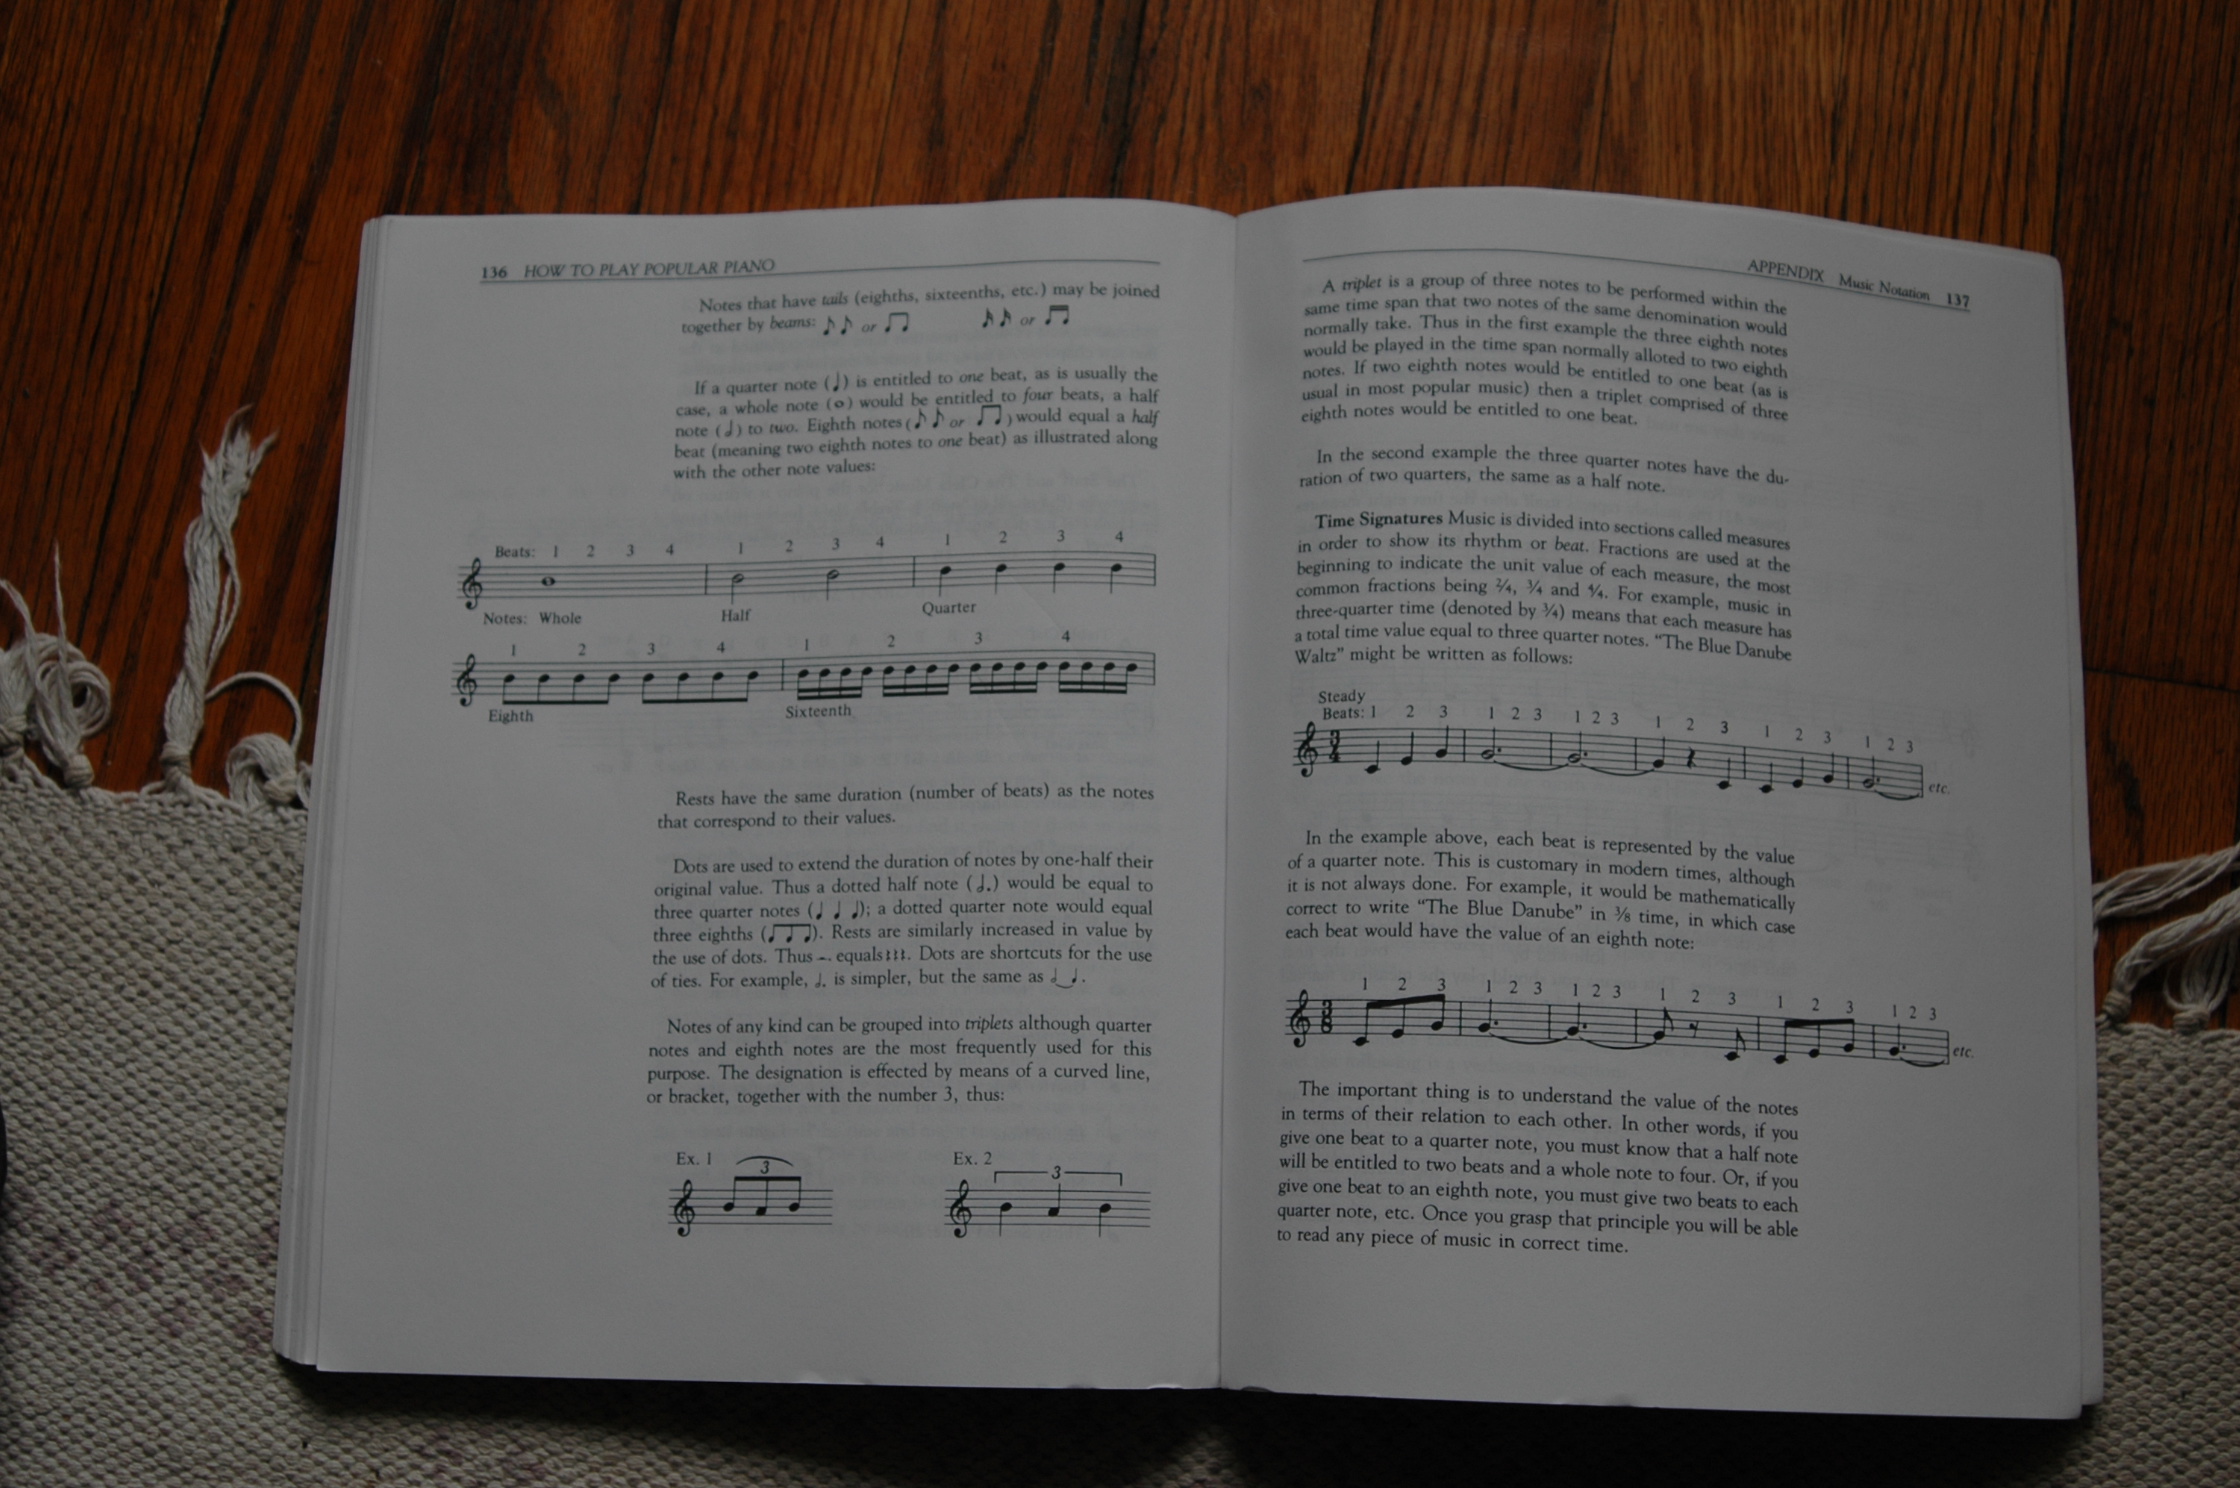 136 HOW TO PLAY POPULAR PIANO
Notes that have tails (eighths, sixteenths, etc.) may be joined
together by beams: ♪ ♪ or ♫ ♪♪ or ♫
If a quarter note (♩) is entitled to one beat, as is usually the
case, a whole note (𝅝) would be entitled to four beats, a half
note (𝅗𝅥) to two. Eighth notes (♪ ♪ or ♫) would equal a half
beat (meaning two eighth notes to one beat) as illustrated along
with the other note values:
Beats: 1 2 3 4 1 2 3 4 1 2 3 4
Notes: Whole Half Quarter
1 2 3 4 1 2 3 4
Eighth Sixteenth
Rests have the same duration (number of beats) as the notes
that correspond to their values.
Dots are used to extend the duration of notes by one-half their
original value. Thus a dotted half note (𝅗𝅥.) would be equal to
three quarter notes (♩ ♩ ♩); a dotted quarter note would equal
three eighths (♫♪). Rests are similarly increased in value by
the use of dots. Thus 𝄼. equals 𝄽𝄽𝄽. Dots are shortcuts for the use
of ties. For example, 𝅗𝅥. is simpler, but the same as 𝅗𝅥‿♩.
Notes of any kind can be grouped into triplets although quarter
notes and eighth notes are the most frequently used for this
purpose. The designation is effected by means of a curved line,
or bracket, together with the number 3, thus:
Ex. 1 Ex. 2
3 3
APPENDIX Music Notation 137
A triplet is a group of three notes to be performed within the
same time span that two notes of the same denomination would
normally take. Thus in the first example the three eighth notes
would be played in the time span normally alloted to two eighth
notes. If two eighth notes would be entitled to one beat (as is
usual in most popular music) then a triplet comprised of three
eighth notes would be entitled to one beat.
In the second example the three quarter notes have the du-
ration of two quarters, the same as a half note.
Time Signatures Music is divided into sections called measures
in order to show its rhythm or beat. Fractions are used at the
beginning to indicate the unit value of each measure, the most
common fractions being 2/4, 3/4 and 4/4. For example, music in
three-quarter time (denoted by 3/4) means that each measure has
a total time value equal to three quarter notes. “The Blue Danube
Waltz” might be written as follows:
Steady
Beats: 1 2 3 1 2 3 1 2 3 1 2 3 1 2 3 1 2 3
3
4
etc.
In the example above, each beat is represented by the value
of a quarter note. This is customary in modern times, although
it is not always done. For example, it would be mathematically
correct to write “The Blue Danube” in 3/8 time, in which case
each beat would have the value of an eighth note:
1 2 3 1 2 3 1 2 3 1 2 3 1 2 3 1 2 3
3
8
etc.
The important thing is to understand the value of the notes
in terms of their relation to each other. In other words, if you
give one beat to a quarter note, you must know that a half note
will be entitled to two beats and a whole note to four. Or, if you
give one beat to an eighth note, you must give two beats to each
quarter note, etc. Once you grasp that principle you will be able
to read any piece of music in correct time.